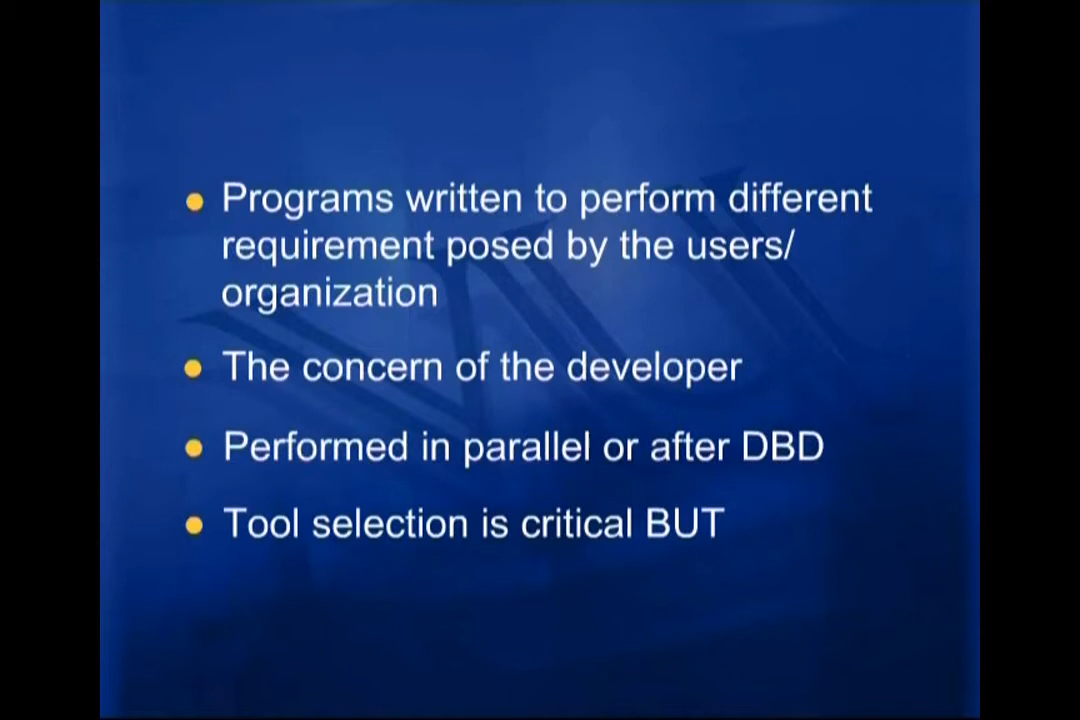 Programs written to perform different
requirement posed by the users/
organization
The concern of the developer
Performed in parallel or after DBD
Tool selection is critical BUT